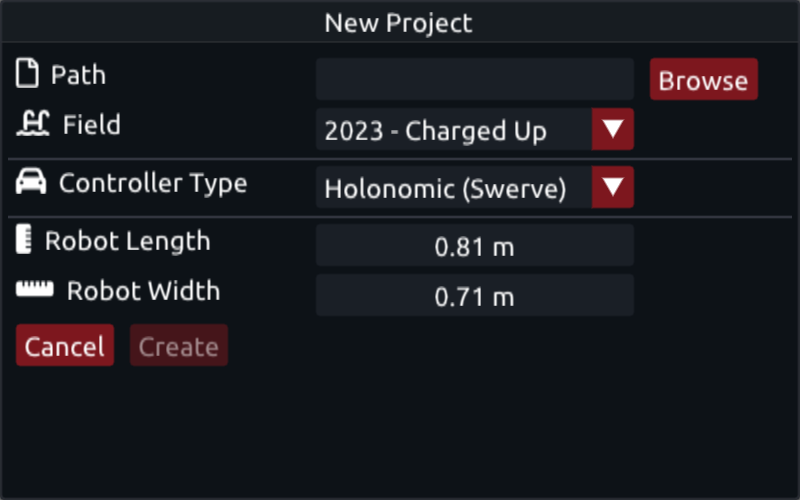 New Project
Path Browse
Field 2023 - Charged Up
Controller Type Holonomic (Swerve)
Robot Length 0.81 m
Robot Width 0.71 m
Cancel Create